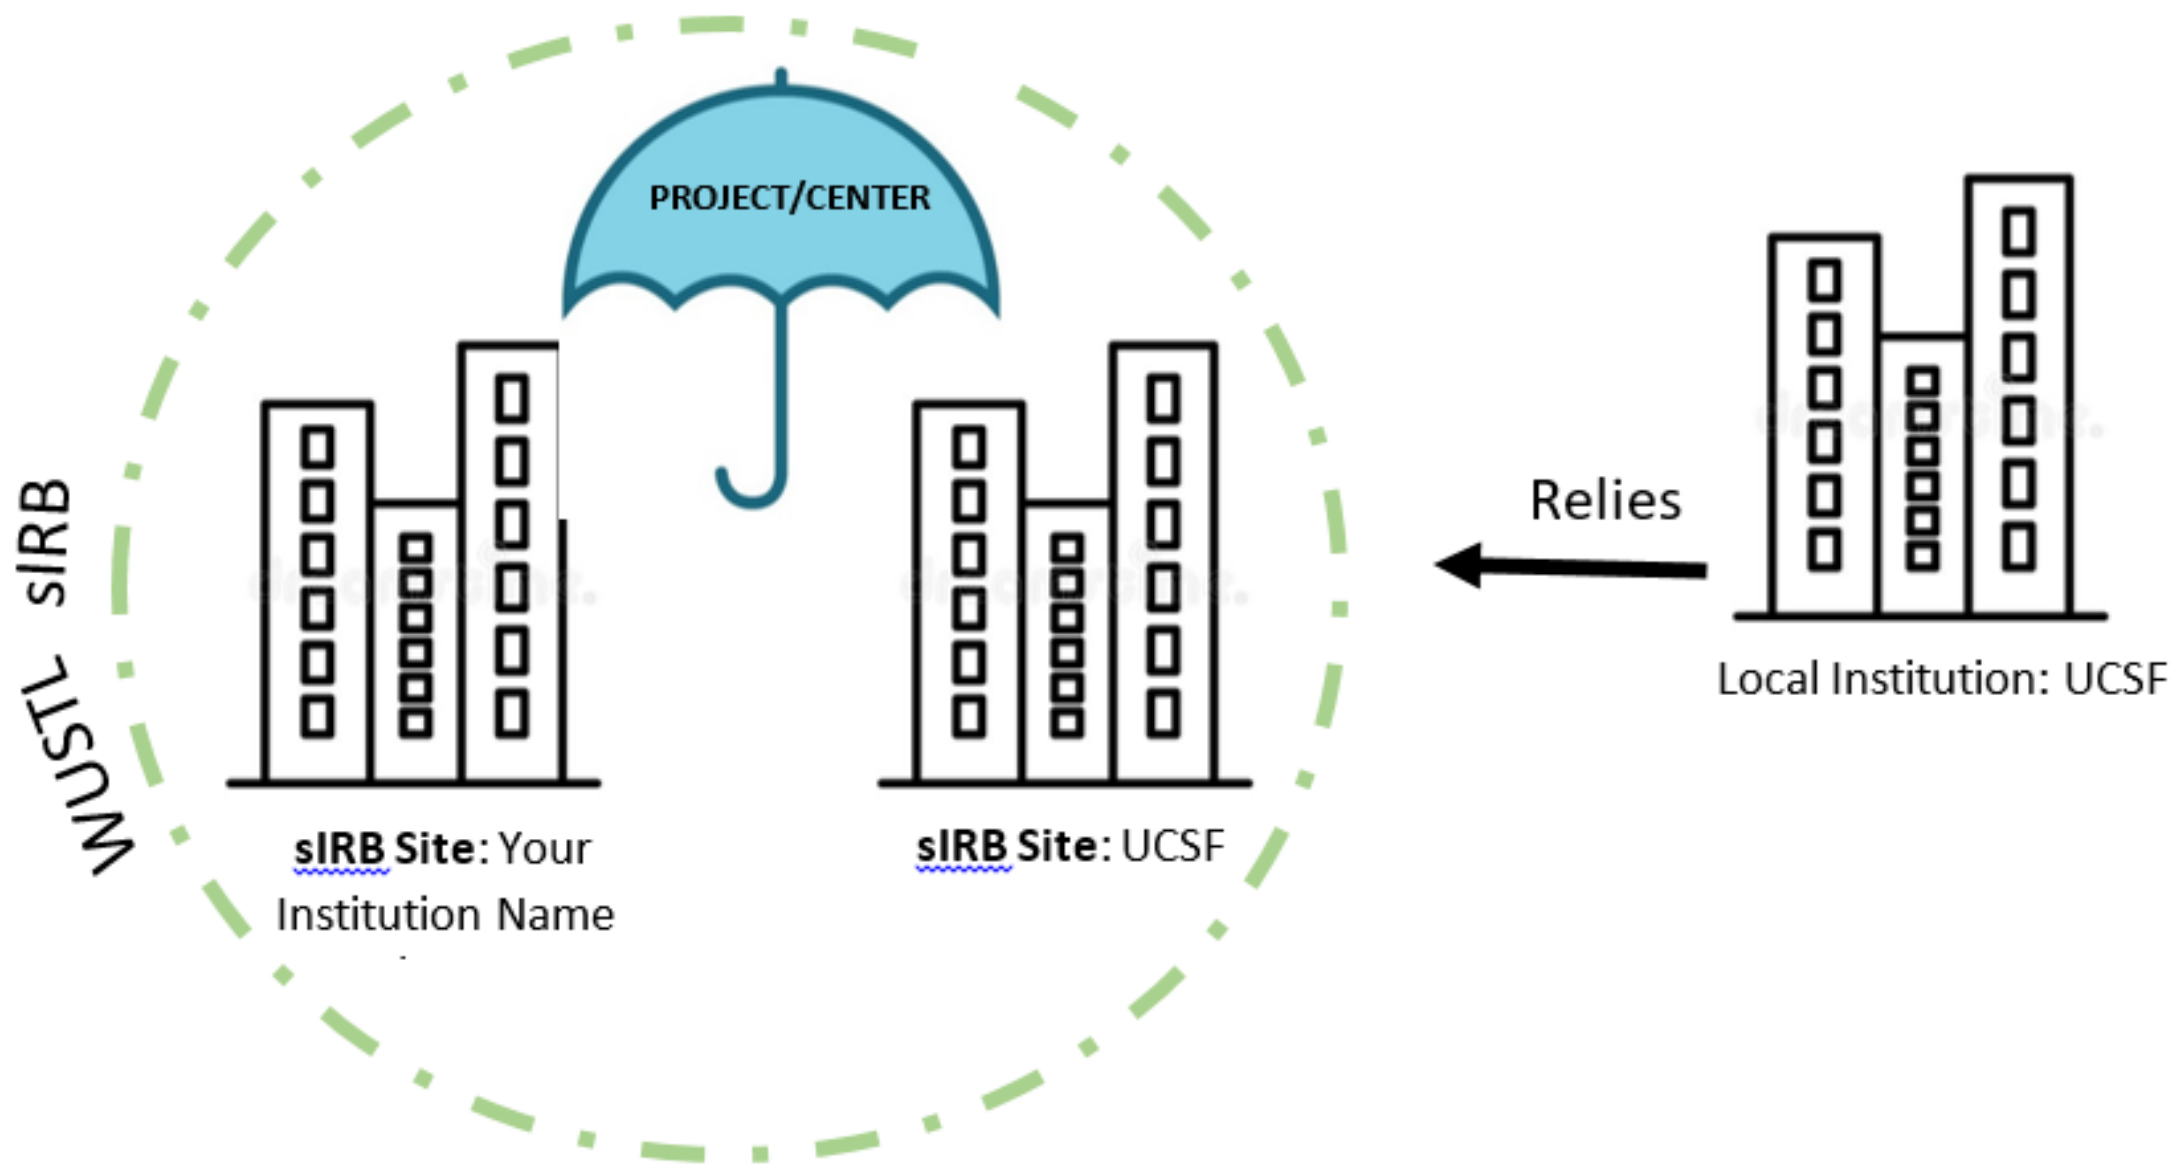 PROJECT/CENTER
WUSTL sIRB
Relies
Local Institution: UCSF
sIRB Site: Your
Institution Name
sIRB Site: UCSF